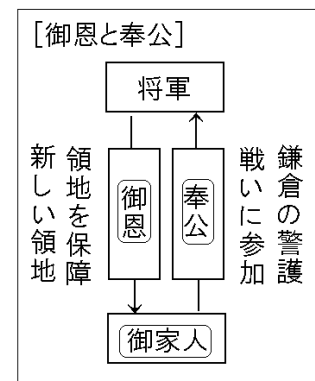 [御恩と奉公]
将軍
鎌倉の警護
戦いに参加
奉公
御恩
領地を保障
新しい領地
御家人